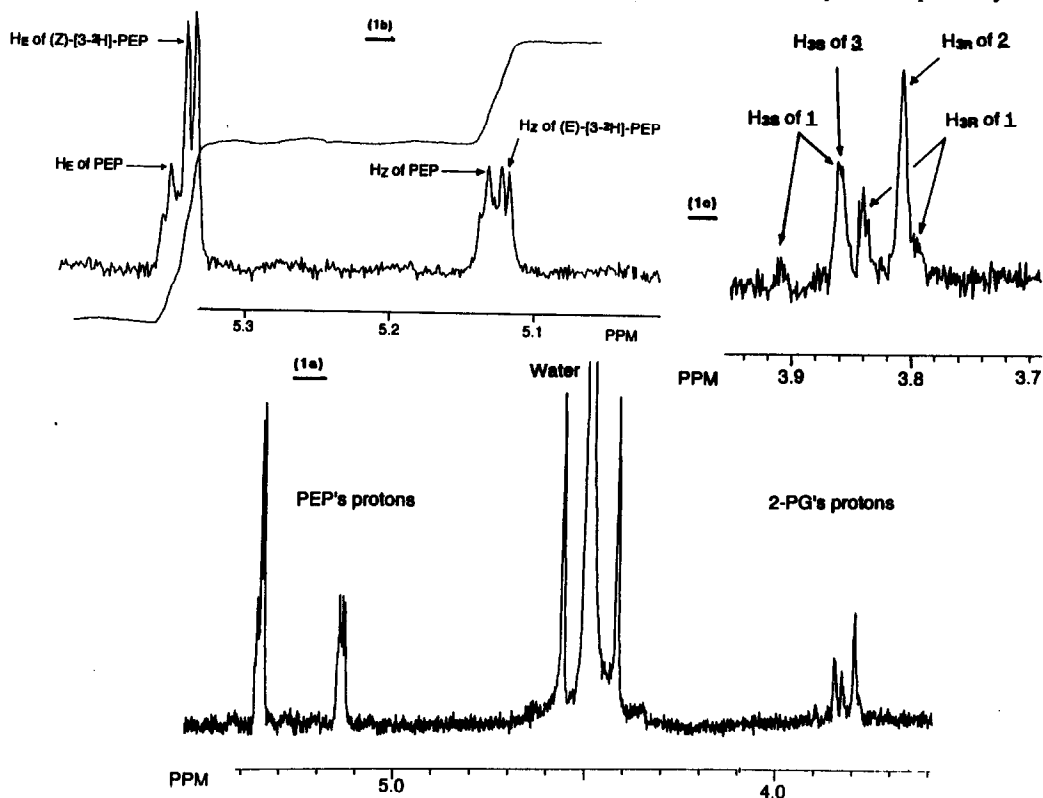 (1b)
HE of (Z)-[3-2H]-PEP
HE of PEP
HZ of PEP
HZ of (E)-[3-2H]-PEP
5.3 5.2 5.1
PPM
H3S of 3
H3R of 2
H3S of 1
H3R of 1
(1c)
PPM 3.9 3.8 3.7
(1a)
Water
PEP's protons
2-PG's protons
PPM 5.0 4.0